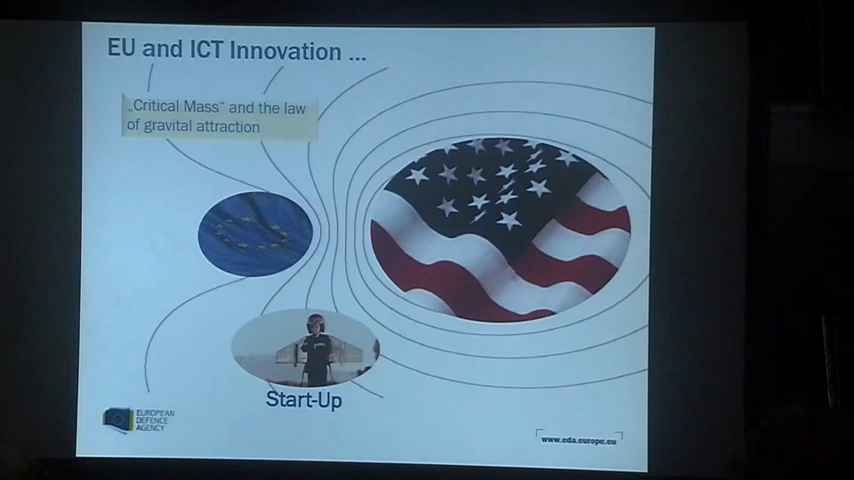 EU and ICT Innovation ...
„Critical Mass“ and the law
of gravital attraction
Start-Up
EUROPEAN
DEFENCE
AGENCY
www.eda.europe.eu